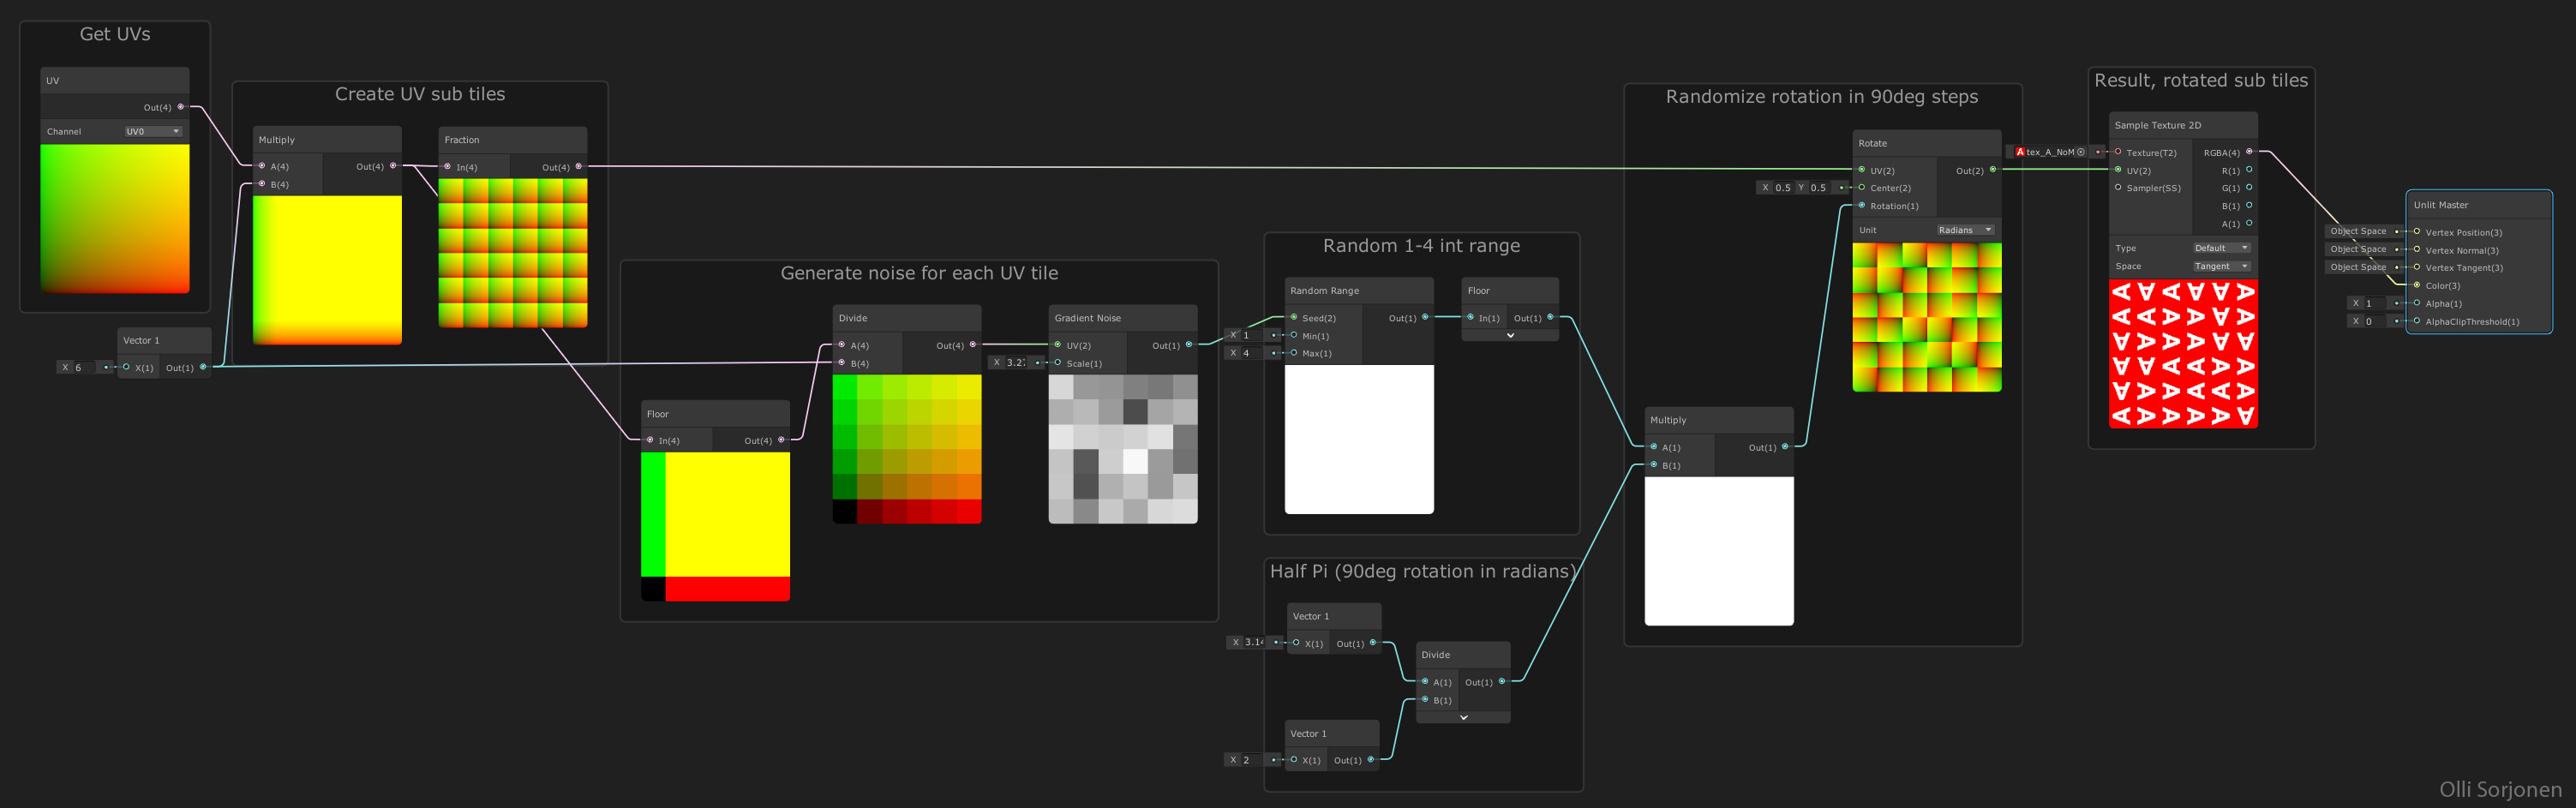 Get UVs
UV
Out(4)
Channel UV0
Vector 1
X 6 X(1) Out(1)
Create UV sub tiles
Multiply
A(4) Out(4)
B(4)
Fraction
In(4) Out(4)
Generate noise for each UV tile
Floor
In(4) Out(4)
Divide
A(4) Out(4)
B(4)
Gradient Noise
UV(2) Out(1)
X 3.2 Scale(1)
Random 1-4 int range
Random Range
Seed(2) Out(1)
X 1 Min(1)
X 4 Max(1)
Floor
In(1) Out(1)
Half Pi (90deg rotation in radians)
Vector 1
X 3.14 X(1) Out(1)
Vector 1
X 2 X(1) Out(1)
Divide
A(1) Out(1)
B(1)
Randomize rotation in 90deg steps
Multiply
A(1) Out(1)
B(1)
Rotate
UV(2) Out(2)
X 0.5 Y 0.5 Center(2)
Rotation(1)
Unit Radians
Result, rotated sub tiles
Sample Texture 2D
A tex_A_NoM Texture(T2) RGBA(4)
UV(2) R(1)
Sampler(SS) G(1)
B(1)
A(1)
Type Default
Space Tangent
A A A A A A
A A A A A A
A A A A A A
A A A A A A
A A A A A A
A A A A A A
Unlit Master
Object Space Vertex Position(3)
Object Space Vertex Normal(3)
Object Space Vertex Tangent(3)
Color(3)
X 1 Alpha(1)
X 0 AlphaClipThreshold(1)
Olli Sorjonen